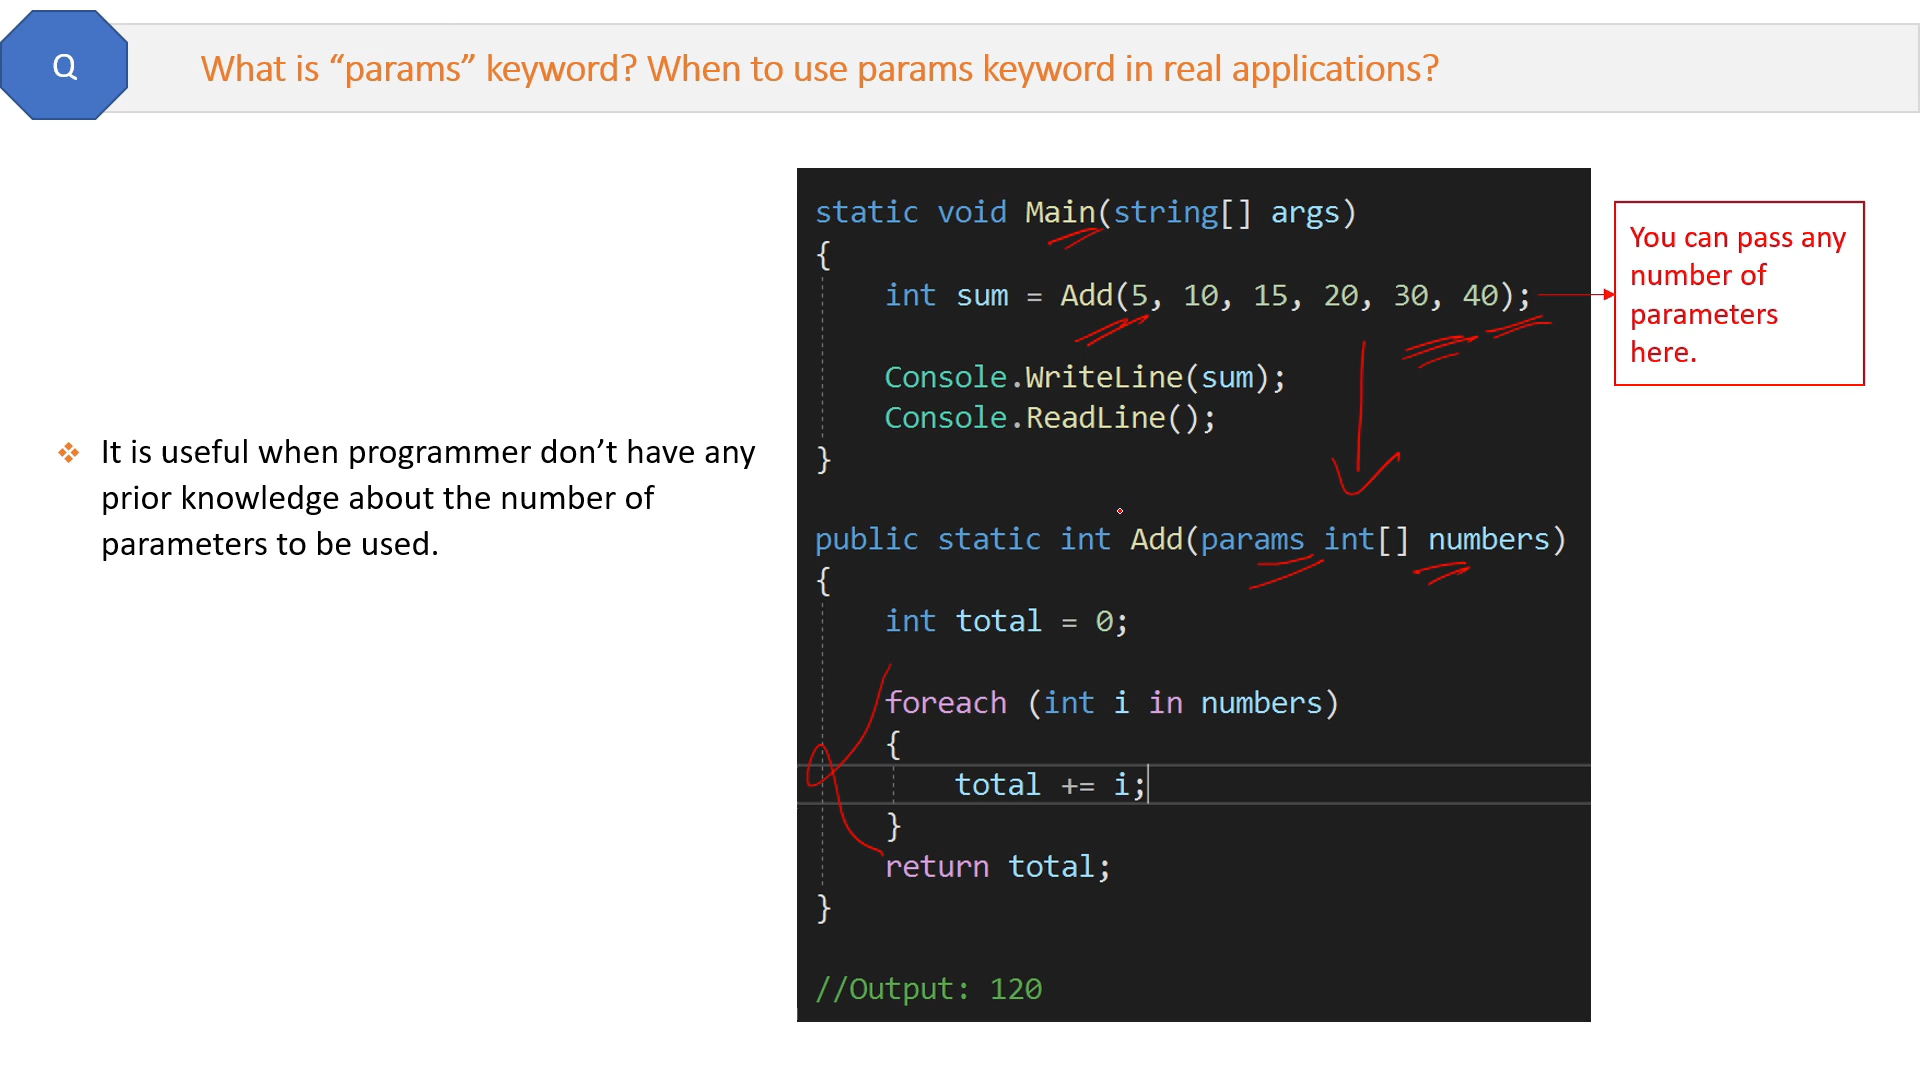 Q
What is “params” keyword? When to use params keyword in real applications?
❖ It is useful when programmer don’t have any
prior knowledge about the number of
parameters to be used.
static void Main(string[] args)
{
int sum = Add(5, 10, 15, 20, 30, 40);
Console.WriteLine(sum);
Console.ReadLine();
}
public static int Add(params int[] numbers)
{
int total = 0;
foreach (int i in numbers)
{
total += i;
}
return total;
}
//Output: 120
You can pass any
number of
parameters
here.